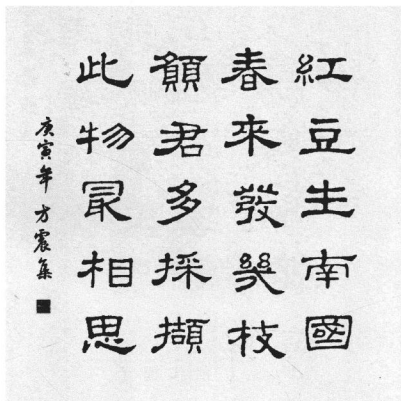 紅豆生南國
春來發幾枝
願君多採擷
此物冣相思
庚寅年方震集